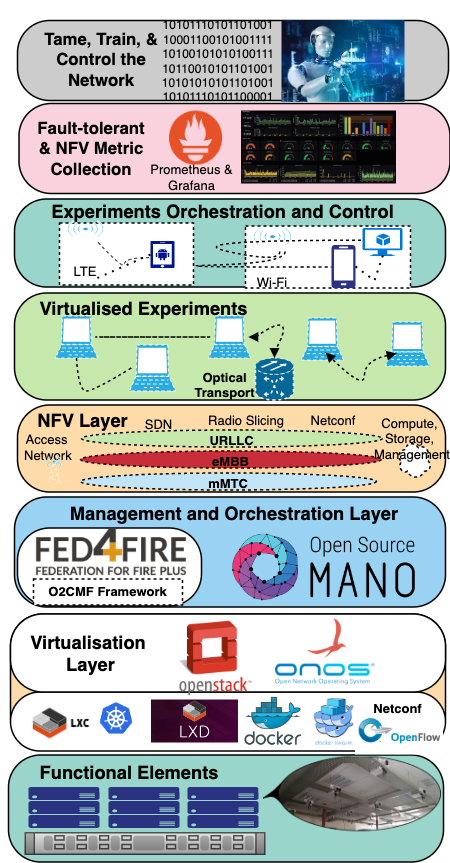 Tame, Train, &
Control the
Network
10101110101101001
10001100101001111
10100101010100111
10110010101101001
10101010101101001
10101110101100001
Fault-tolerant
& NFV Metric
Collection
Prometheus &
Grafana
Experiments Orchestration and Control
LTE
Wi-Fi
Virtualised Experiments
Optical
Transport
NFV Layer
SDN
Radio Slicing
Netconf
Compute,
Storage,
Management
Access
Network
URLLC
eMBB
mMTC
Management and Orchestration Layer
FED4FIRE
FEDERATION FOR FIRE PLUS
O2CMF Framework
Open Source
MANO
Virtualisation
Layer
openstack™
onos®
Open Network Operating System
LXC
LXD
docker
docker swarm
Netconf
OpenFlow
Functional Elements